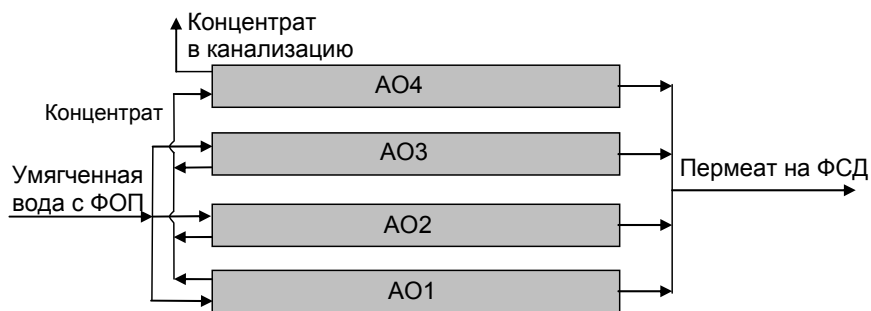 Концентрат
в канализацию
АО4
Концентрат
АО3
Умягченная
вода с ФОП
Пермеат на ФСД
АО2
АО1